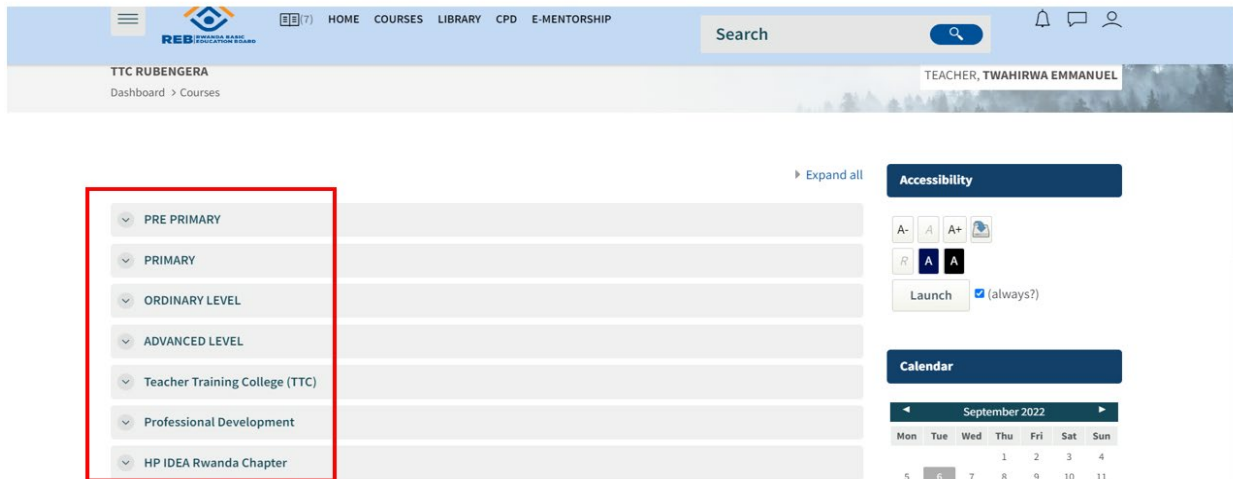 (7) HOME COURSES LIBRARY CPD E-MENTORSHIP
REB RWANDA BASIC EDUCATION BOARD
Search
TTC RUBENGERA
TEACHER, TWAHIRWA EMMANUEL
Dashboard > Courses
Expand all
PRE PRIMARY
PRIMARY
ORDINARY LEVEL
ADVANCED LEVEL
Teacher Training College (TTC)
Professional Development
HP IDEA Rwanda Chapter
Accessibility
A- A A+
R A A
Launch (always?)
Calendar
September 2022
Mon Tue Wed Thu Fri Sat Sun
1 2 3 4
5 6 7 8 9 10 11